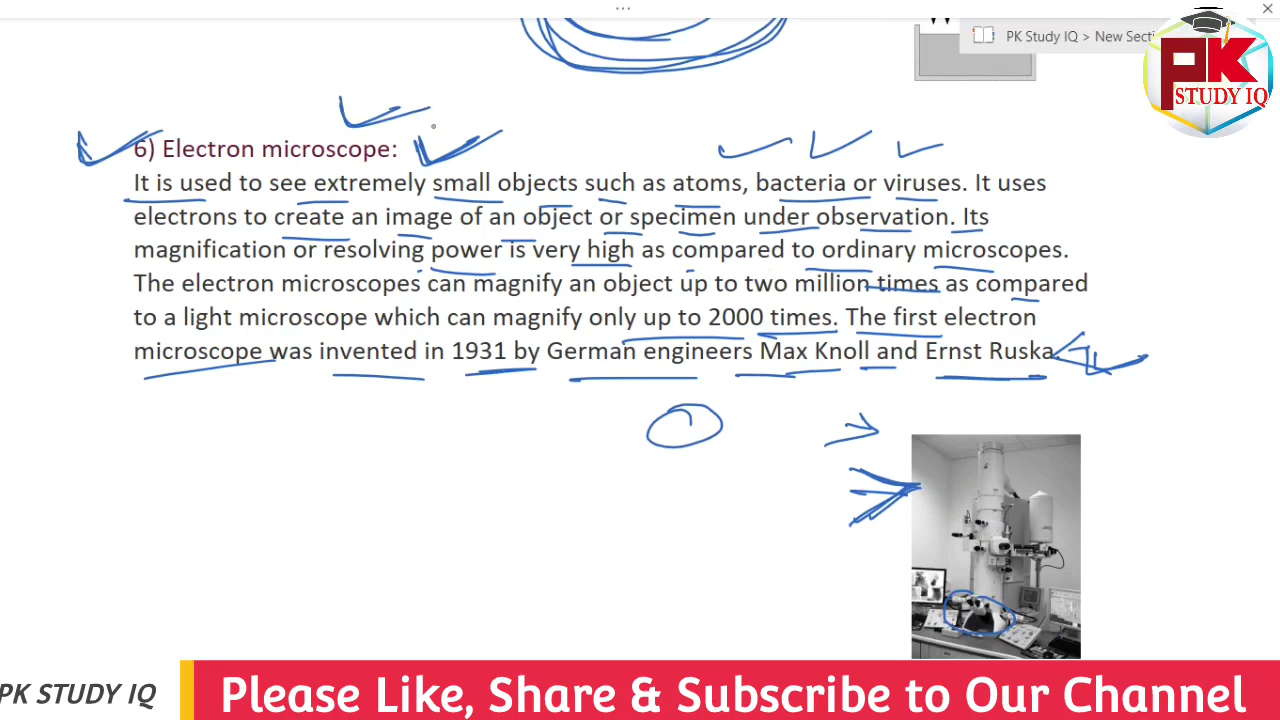 PK Study IQ > New Secti
PK
STUDY IQ
6) Electron microscope:
It is used to see extremely small objects such as atoms, bacteria or viruses. It uses
electrons to create an image of an object or specimen under observation. Its
magnification or resolving power is very high as compared to ordinary microscopes.
The electron microscopes can magnify an object up to two million times as compared
to a light microscope which can magnify only up to 2000 times. The first electron
microscope was invented in 1931 by German engineers Max Knoll and Ernst Ruska
PK STUDY IQ
Please Like, Share & Subscribe to Our Channel